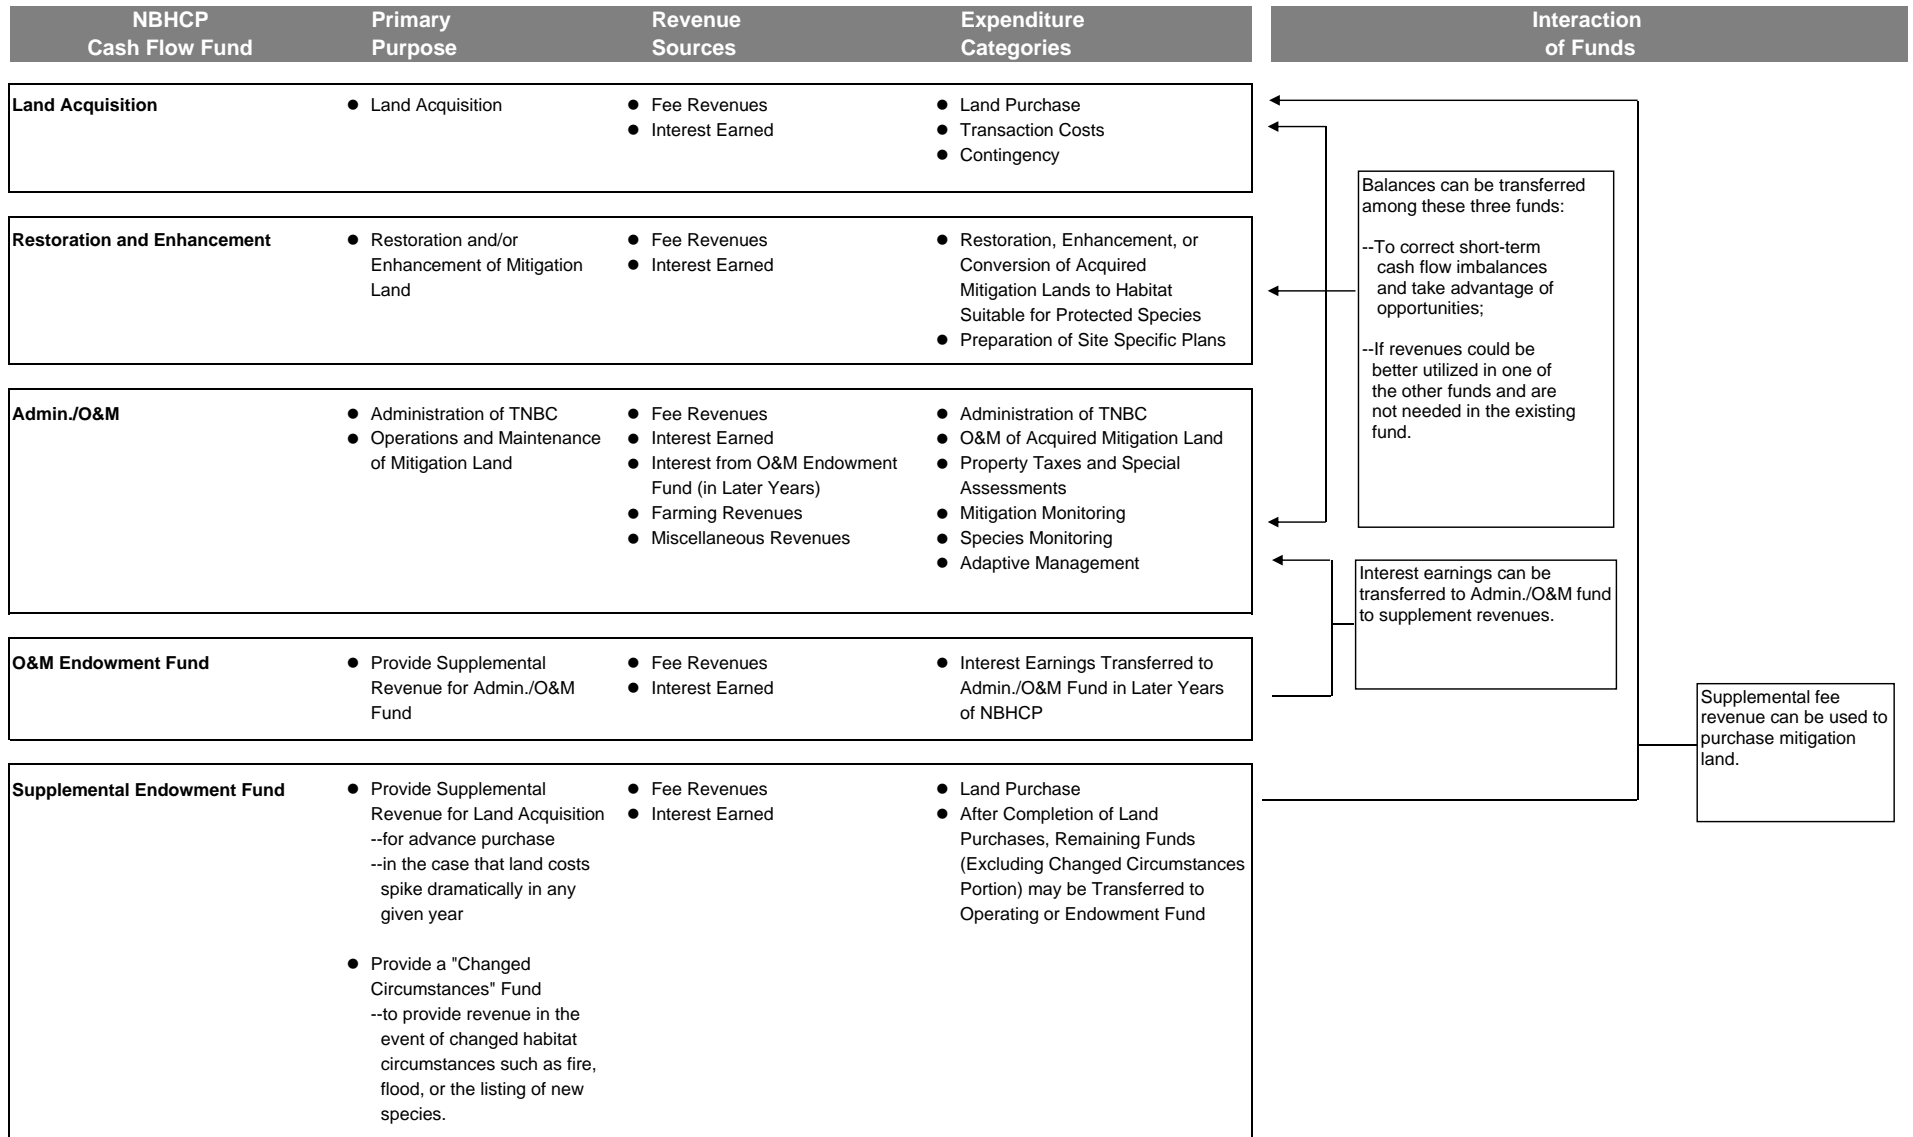 NBHCP
Cash Flow Fund
Primary
Purpose
Revenue
Sources
Expenditure
Categories
Interaction
of Funds
Land Acquisition
● Land Acquisition
● Fee Revenues
● Interest Earned
● Land Purchase
● Transaction Costs
● Contingency
Restoration and Enhancement
● Restoration and/or
Enhancement of Mitigation
Land
● Fee Revenues
● Interest Earned
● Restoration, Enhancement, or
Conversion of Acquired
Mitigation Lands to Habitat
Suitable for Protected Species
● Preparation of Site Specific Plans
Admin./O&M
● Administration of TNBC
● Operations and Maintenance
of Mitigation Land
● Fee Revenues
● Interest Earned
● Interest from O&M Endowment
Fund (in Later Years)
● Farming Revenues
● Miscellaneous Revenues
● Administration of TNBC
● O&M of Acquired Mitigation Land
● Property Taxes and Special
Assessments
● Mitigation Monitoring
● Species Monitoring
● Adaptive Management
O&M Endowment Fund
● Provide Supplemental
Revenue for Admin./O&M
Fund
● Fee Revenues
● Interest Earned
● Interest Earnings Transferred to
Admin./O&M Fund in Later Years
of NBHCP
Supplemental Endowment Fund
● Provide Supplemental
Revenue for Land Acquisition
--for advance purchase
--in the case that land costs
spike dramatically in any
given year
● Provide a "Changed
Circumstances" Fund
--to provide revenue in the
event of changed habitat
circumstances such as fire,
flood, or the listing of new
species.
● Fee Revenues
● Interest Earned
● Land Purchase
● After Completion of Land
Purchases, Remaining Funds
(Excluding Changed Circumstances
Portion) may be Transferred to
Operating or Endowment Fund
Balances can be transferred
among these three funds:
--To correct short-term
cash flow imbalances
and take advantage of
opportunities;
--If revenues could be
better utilized in one of
the other funds and are
not needed in the existing
fund.
Interest earnings can be
transferred to Admin./O&M fund
to supplement revenues.
Supplemental fee
revenue can be used to
purchase mitigation
land.